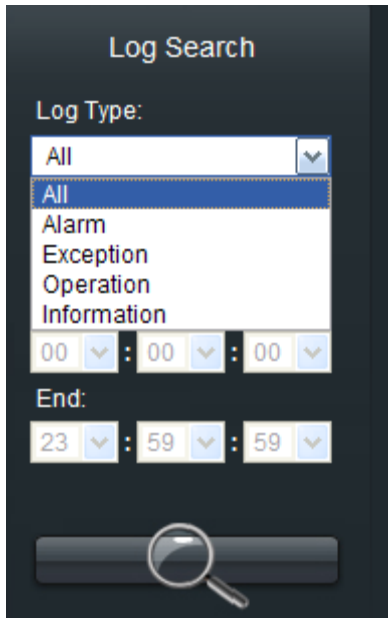 Log Search
Log Type:
All
All
Alarm
Exception
Operation
Information
00 : 00 : 00
End:
23 : 59 : 59